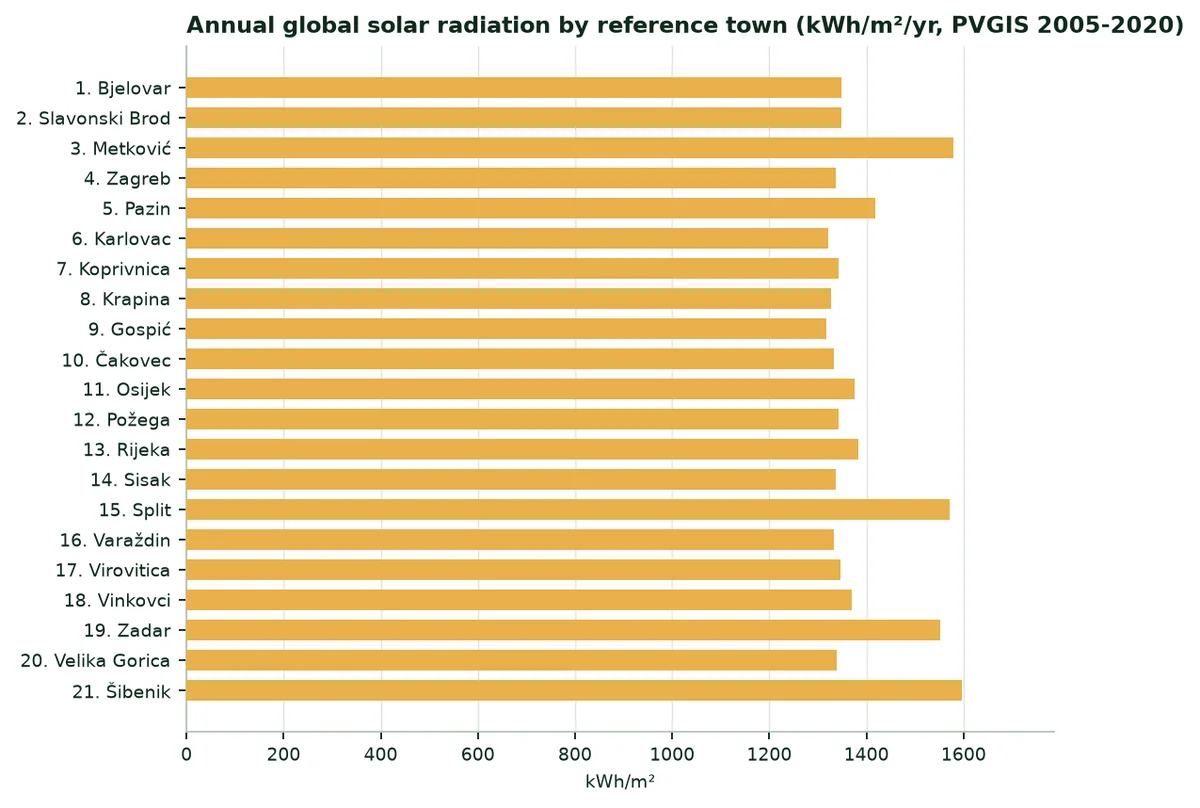 Annual global solar radiation by reference town (kWh/m²/yr, PVGIS 2005-2020)
1. Bjelovar
2. Slavonski Brod
3. Metković
4. Zagreb
5. Pazin
6. Karlovac
7. Koprivnica
8. Krapina
9. Gospić
10. Čakovec
11. Osijek
12. Požega
13. Rijeka
14. Sisak
15. Split
16. Varaždin
17. Virovitica
18. Vinkovci
19. Zadar
20. Velika Gorica
21. Šibenik
0 200 400 600 800 1000 1200 1400 1600
kWh/m²